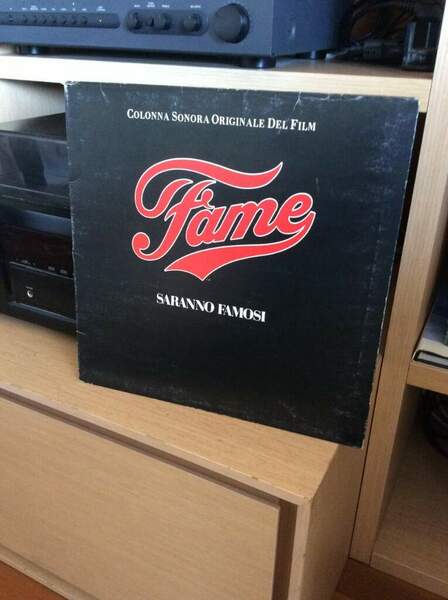 COLONNA SONORA ORIGINALE DEL FILM
Fame
SARANNO FAMOSI